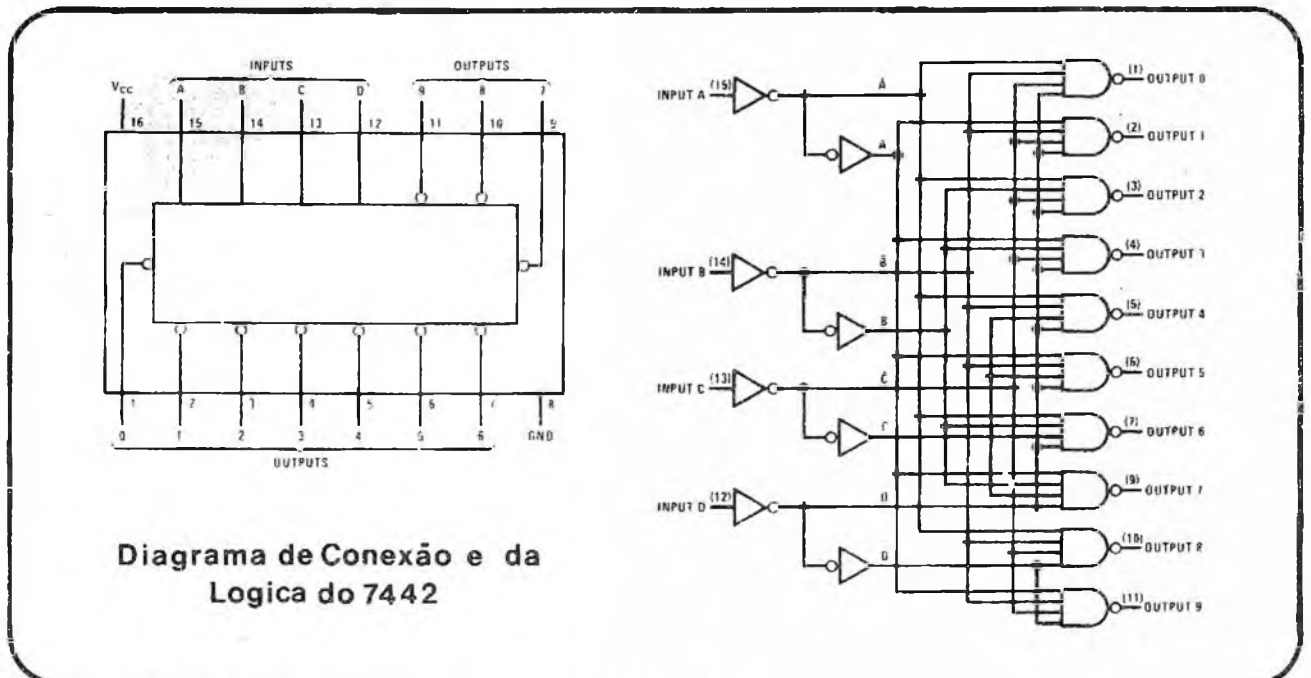 INPUTS OUTPUTS
Vcc A B C D 9 8 7
16 15 14 13 12 11 10 9
1 2 3 4 5 6 7 8
0 1 2 3 4 5 6 GND
OUTPUTS
Diagrama de Conexão e da
Logica do 7442
INPUT A (15) A
A
INPUT B (14) B
B
INPUT C (13) C
INPUT D (12)
D
(1) OUTPUT 0
(2) OUTPUT 1
(3) OUTPUT 2
(4) OUTPUT
(5) OUTPUT 4
(6) OUTPUT 5
(7) OUTPUT 6
(9) OUTPUT 7
(10) OUTPUT 8
(11) OUTPUT 9